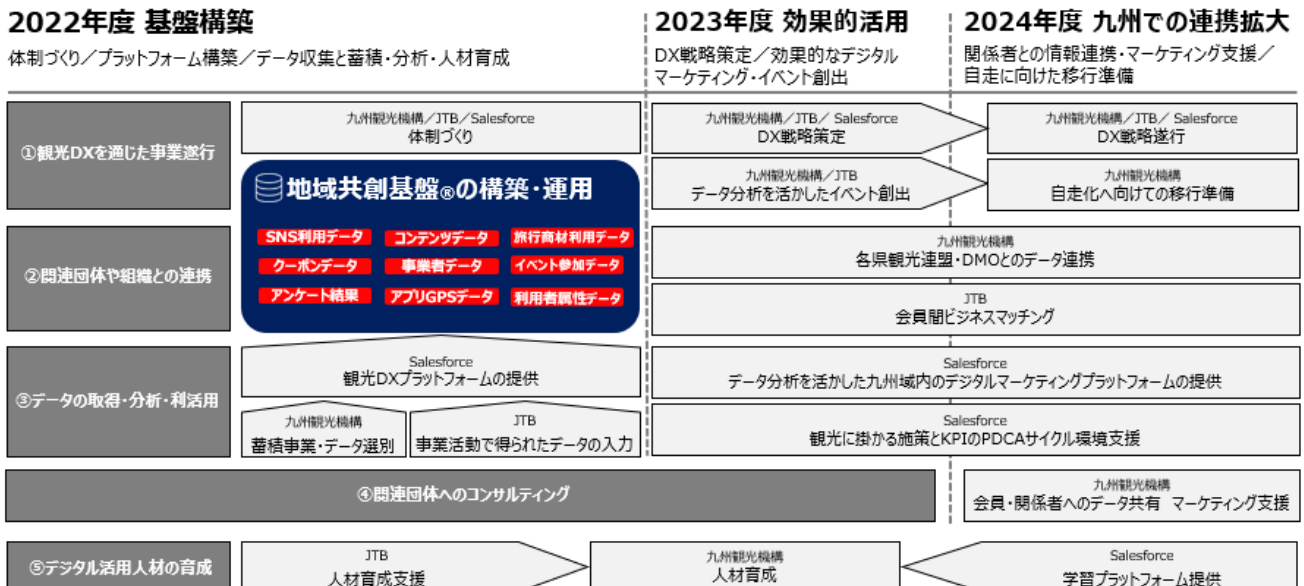 2022年度 基盤構築
体制づくり／プラットフォーム構築／データ収集と蓄積・分析・人材育成
2023年度 効果的活用
DX戦略策定／効果的なデジタル
マーケティング・イベント創出
2024年度 九州での連携拡大
関係者との情報連携・マーケティング支援／
自走に向けた移行準備
①観光DXを通じた事業遂行
九州観光機構／JTB／Salesforce
体制づくり
九州観光機構／JTB／ Salesforce
DX戦略策定
九州観光機構／JTB／ Salesforce
DX戦略遂行
九州観光機構／JTB
データ分析を活かしたイベント創出
九州観光機構
自走化へ向けての移行準備
地域共創基盤®の構築・運用
SNS利用データ
コンテンツデータ
旅行商材利用データ
クーポンデータ
事業者データ
イベント参加データ
アンケート結果
アプリGPSデータ
利用者属性データ
②関連団体や組織との連携
九州観光機構
各県観光連盟・DMOとのデータ連携
JTB
会員間ビジネスマッチング
③データの取得・分析・利活用
Salesforce
観光DXプラットフォームの提供
九州観光機構
蓄積事業・データ選別
JTB
事業活動で得られたデータの入力
Salesforce
データ分析を活かした九州域内のデジタルマーケティングプラットフォームの提供
Salesforce
観光に掛かる施策とKPIのPDCAサイクル環境支援
④関連団体へのコンサルティング
九州観光機構
会員・関係者へのデータ共有 マーケティング支援
⑤デジタル活用人材の育成
JTB
人材育成支援
九州観光機構
人材育成
Salesforce
学習プラットフォーム提供